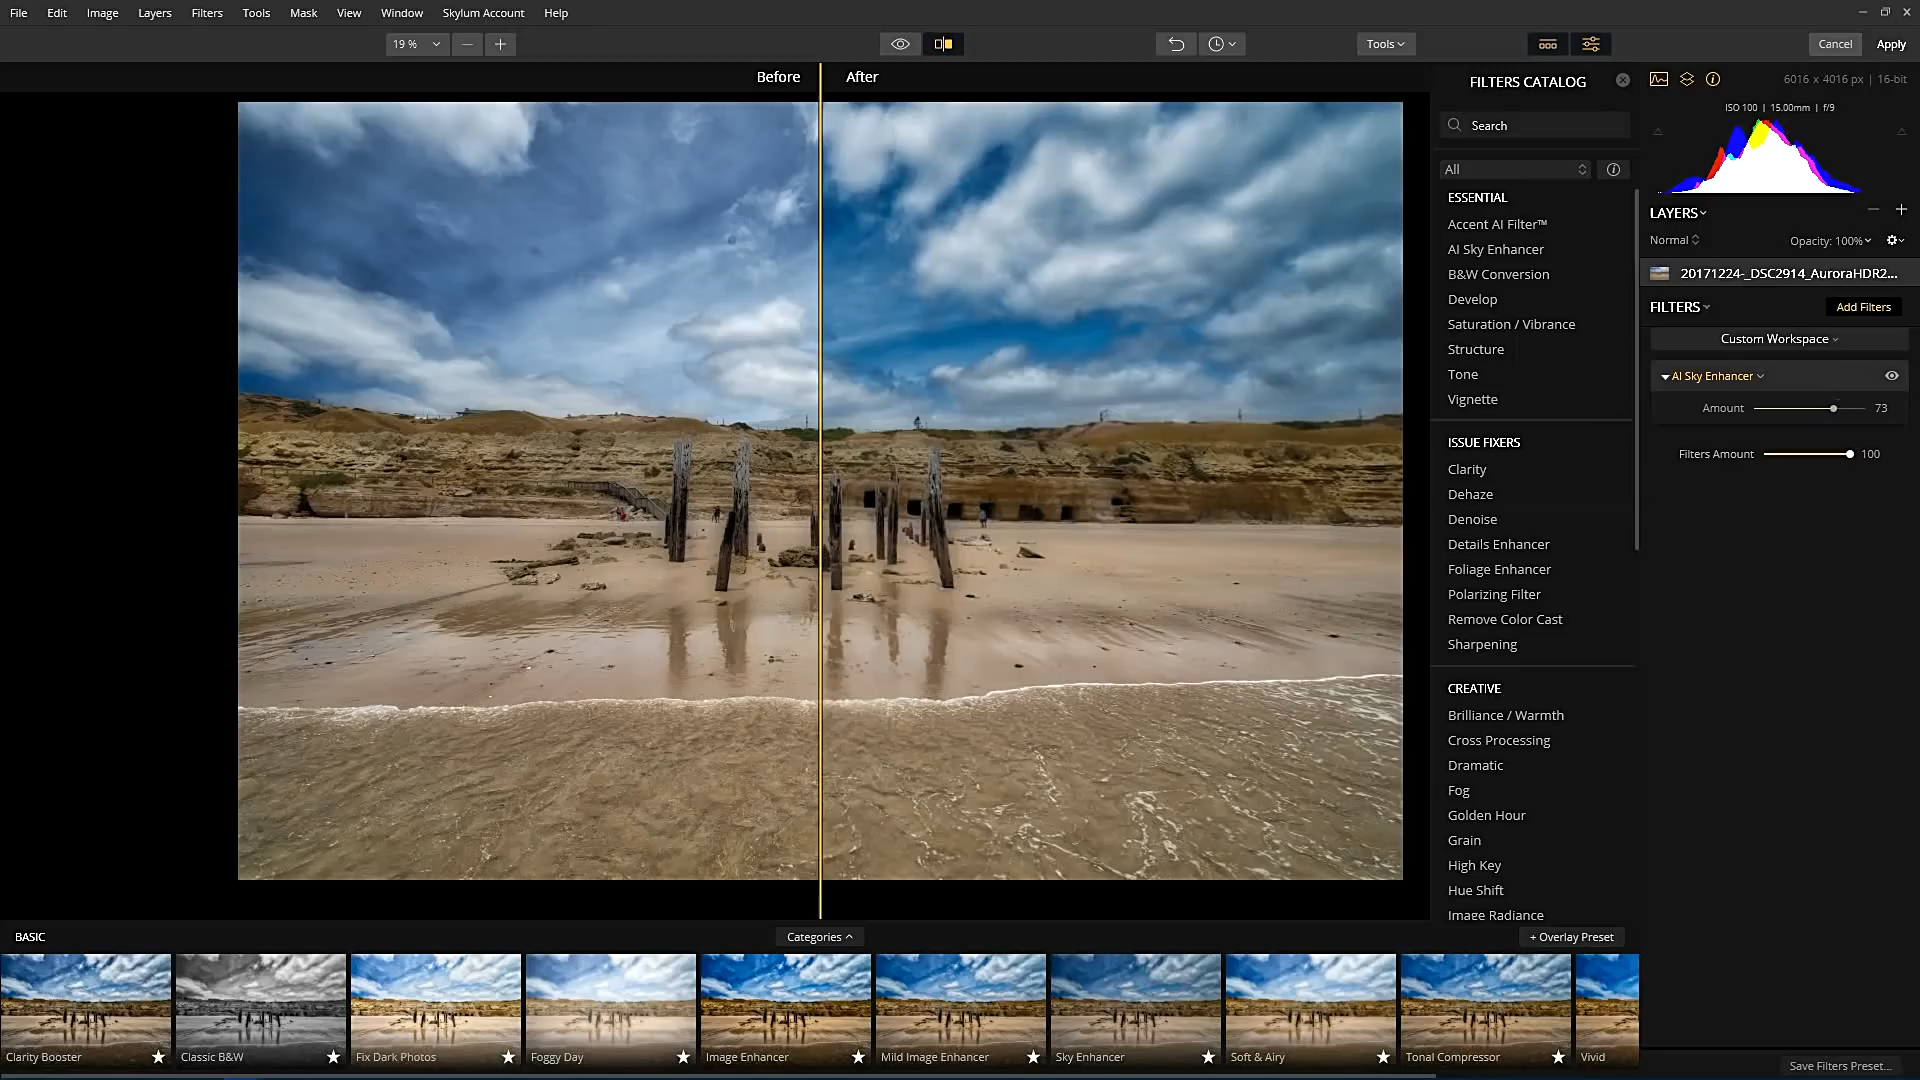 File Edit Image Layers Filters Tools Mask View Window Skylum Account Help
19 %
Tools
Cancel Apply
Before After
FILTERS CATALOG
Search
All
ESSENTIAL
Accent AI Filter™
AI Sky Enhancer
B&W Conversion
Develop
Saturation / Vibrance
Structure
Tone
Vignette
ISSUE FIXERS
Clarity
Dehaze
Denoise
Details Enhancer
Foliage Enhancer
Polarizing Filter
Remove Color Cast
Sharpening
CREATIVE
Brilliance / Warmth
Cross Processing
Dramatic
Fog
Golden Hour
Grain
High Key
Hue Shift
Image Radiance
6016 x 4016 px | 16-bit
ISO 100 | 15.00mm | f/9
LAYERS
Normal Opacity: 100%
20171224-_DSC2914_AuroraHDR2...
FILTERS Add Filters
Custom Workspace
AI Sky Enhancer
Amount 73
Filters Amount 100
BASIC Categories + Overlay Preset
Clarity Booster
Classic B&W
Fix Dark Photos
Foggy Day
Image Enhancer
Mild Image Enhancer
Sky Enhancer
Soft & Airy
Tonal Compressor
Vivid
Save Filters Preset...